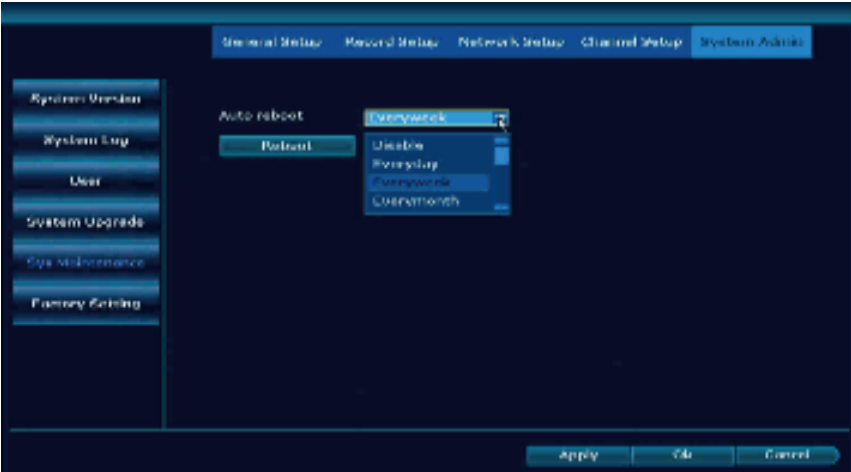 General Setup Record Setup Network Setup Channel Setup System Admin
System Version
System Log
User
System Upgrade
Sys Maintenance
Factory Setting
Auto reboot Everyweek
Reboot
Disable
Everyday
Everyweek
Everymonth
Apply Ok Cancel